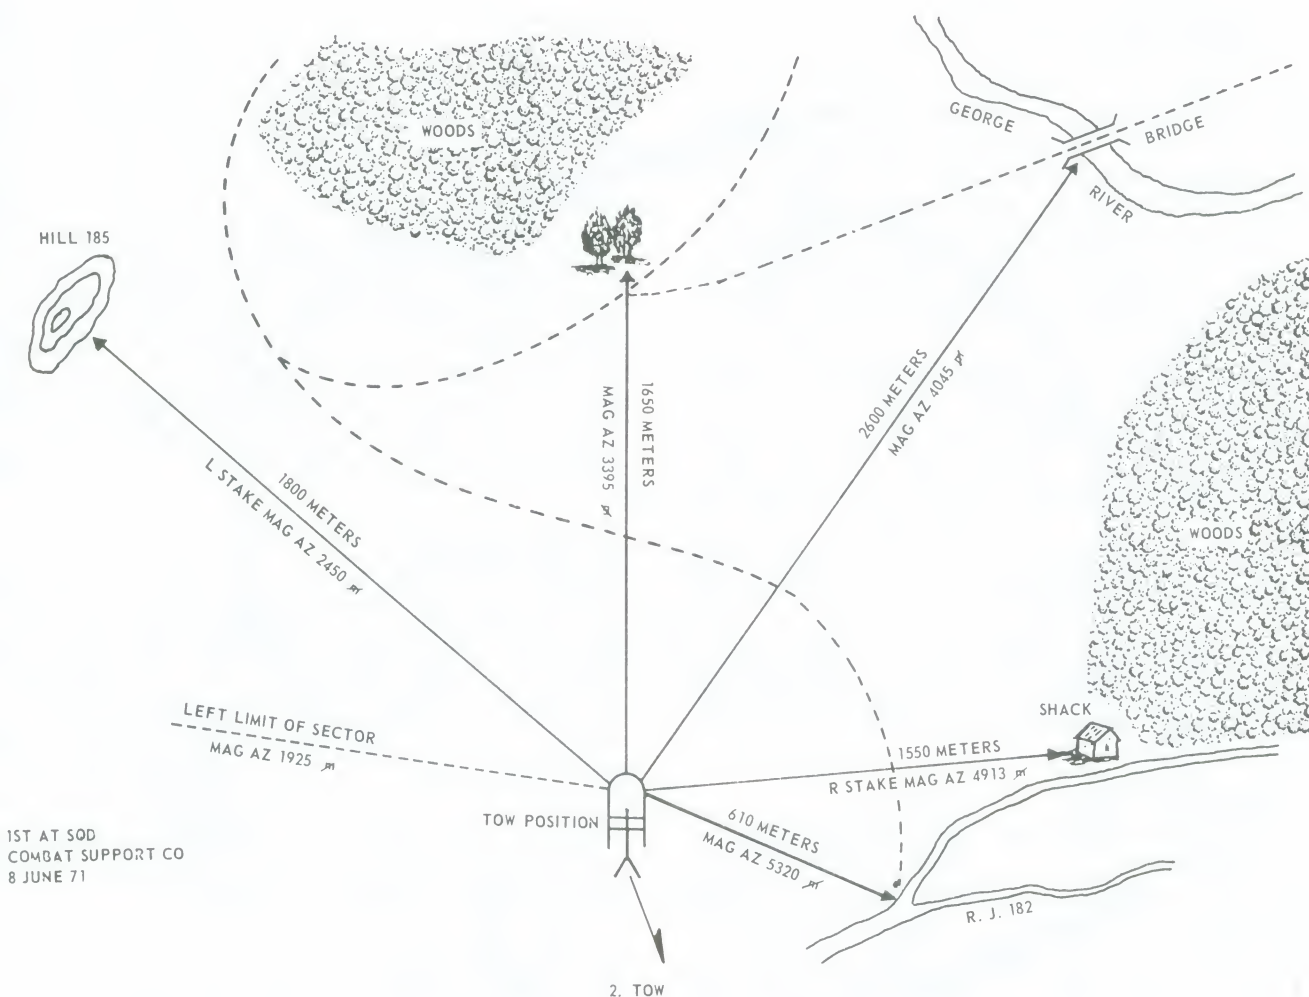 WOODS
GEORGE
BRIDGE
RIVER
HILL 185
1800 METERS
L STAKE MAG AZ 2450 ₥
1650 METERS
MAG AZ 3395 ₥
2600 METERS
MAG AZ 4045 ₥
WOODS
LEFT LIMIT OF SECTOR
MAG AZ 1925 ₥
SHACK
1550 METERS
R STAKE MAG AZ 4913 ₥
TOW POSITION
610 METERS
MAG AZ 5320 ₥
1ST AT SQD
COMBAT SUPPORT CO
8 JUNE 71
R. J. 182
2. TOW